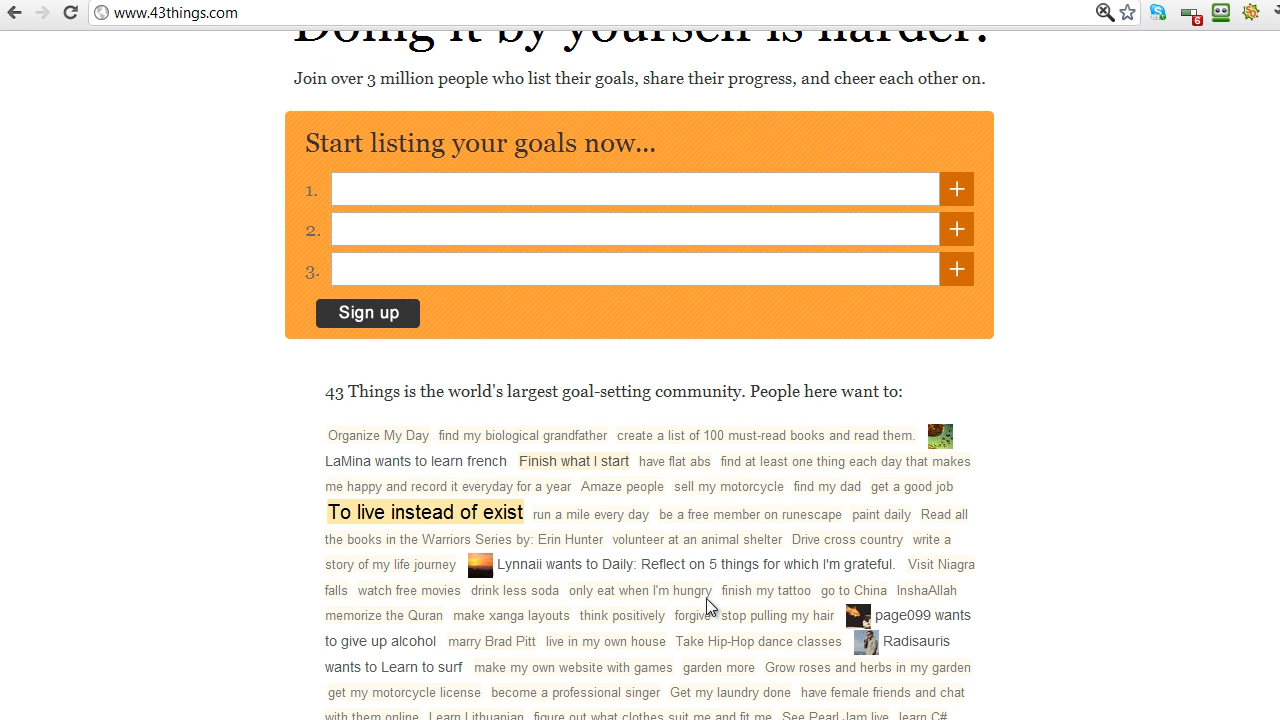 www.43things.com
6
Doing it by yourself is harder.
Join over 3 million people who list their goals, share their progress, and cheer each other on.
Start listing your goals now...
1.
2.
3.
Sign up
43 Things is the world's largest goal-setting community. People here want to:
Organize My Day find my biological grandfather create a list of 100 must-read books and read them.
LaMina wants to learn french Finish what I start have flat abs find at least one thing each day that makes
me happy and record it everyday for a year Amaze people sell my motorcycle find my dad get a good job
To live instead of exist run a mile every day be a free member on runescape paint daily Read all
the books in the Warriors Series by: Erin Hunter volunteer at an animal shelter Drive cross country write a
story of my life journey Lynnaii wants to Daily: Reflect on 5 things for which I'm grateful. Visit Niagra
falls watch free movies drink less soda only eat when I'm hungry finish my tattoo go to China InshaAllah
memorize the Quran make xanga layouts think positively forgive stop pulling my hair page099 wants
to give up alcohol marry Brad Pitt live in my own house Take Hip-Hop dance classes Radisauris
wants to Learn to surf make my own website with games garden more Grow roses and herbs in my garden
get my motorcycle license become a professional singer Get my laundry done have female friends and chat
with them online Learn Lithuanian figure out what clothes suit me and fit me See Pearl Jam live learn C#